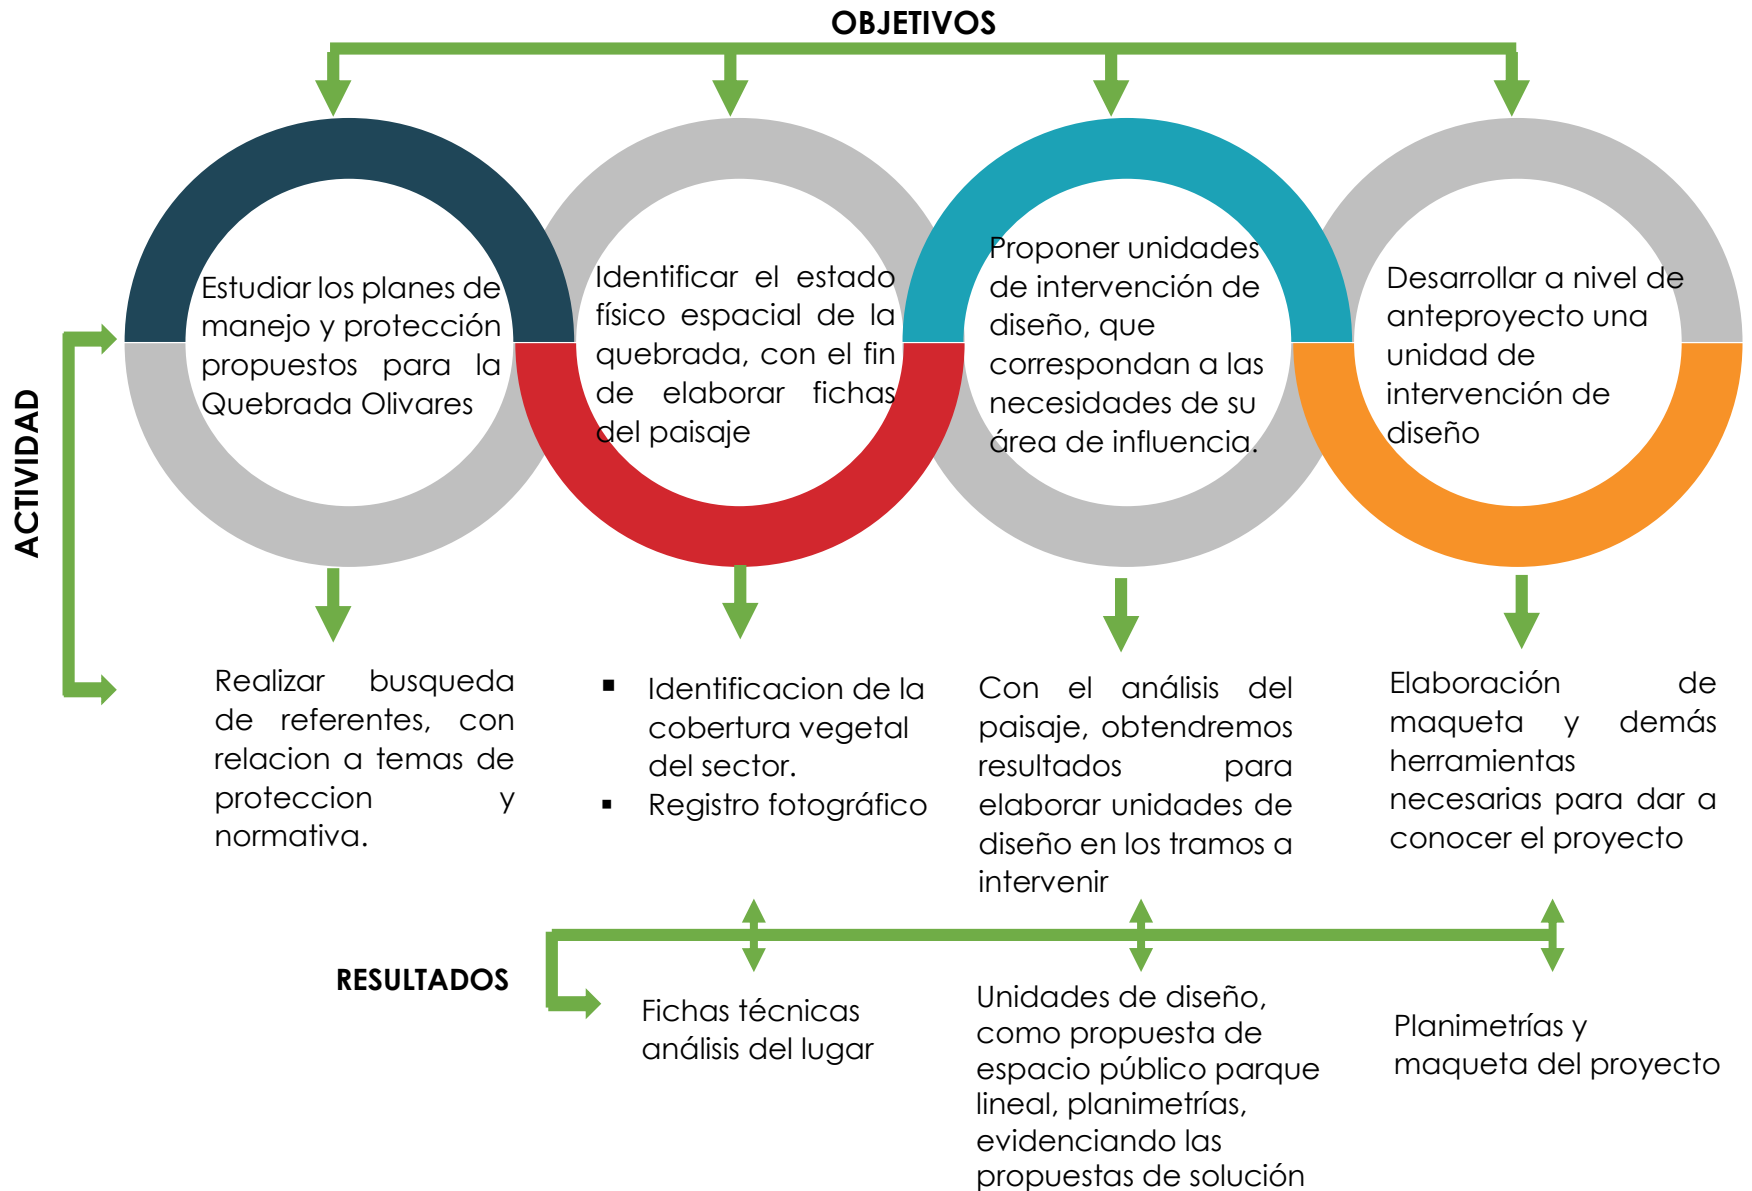 OBJETIVOS
Estudiar los planes de
manejo y protección
propuestos para la
Quebrada Olivares
Identificar el estado
físico espacial de la
quebrada, con el fin
de elaborar fichas
del paisaje
Proponer unidades
de intervención de
diseño, que
correspondan a las
necesidades de su
área de influencia.
Desarrollar a nivel de
anteproyecto una
unidad de
intervención de
diseño
ACTIVIDAD
Realizar busqueda
de referentes, con
relacion a temas de
proteccion y
normativa.
▪ Identificacion de la
cobertura vegetal
del sector.
▪ Registro fotográfico
Con el análisis del
paisaje, obtendremos
resultados para
elaborar unidades de
diseño en los tramos a
intervenir
Elaboración de
maqueta y demás
herramientas
necesarias para dar a
conocer el proyecto
RESULTADOS
Fichas técnicas
análisis del lugar
Unidades de diseño,
como propuesta de
espacio público parque
lineal, planimetrías,
evidenciando las
propuestas de solución
Planimetrías y
maqueta del proyecto